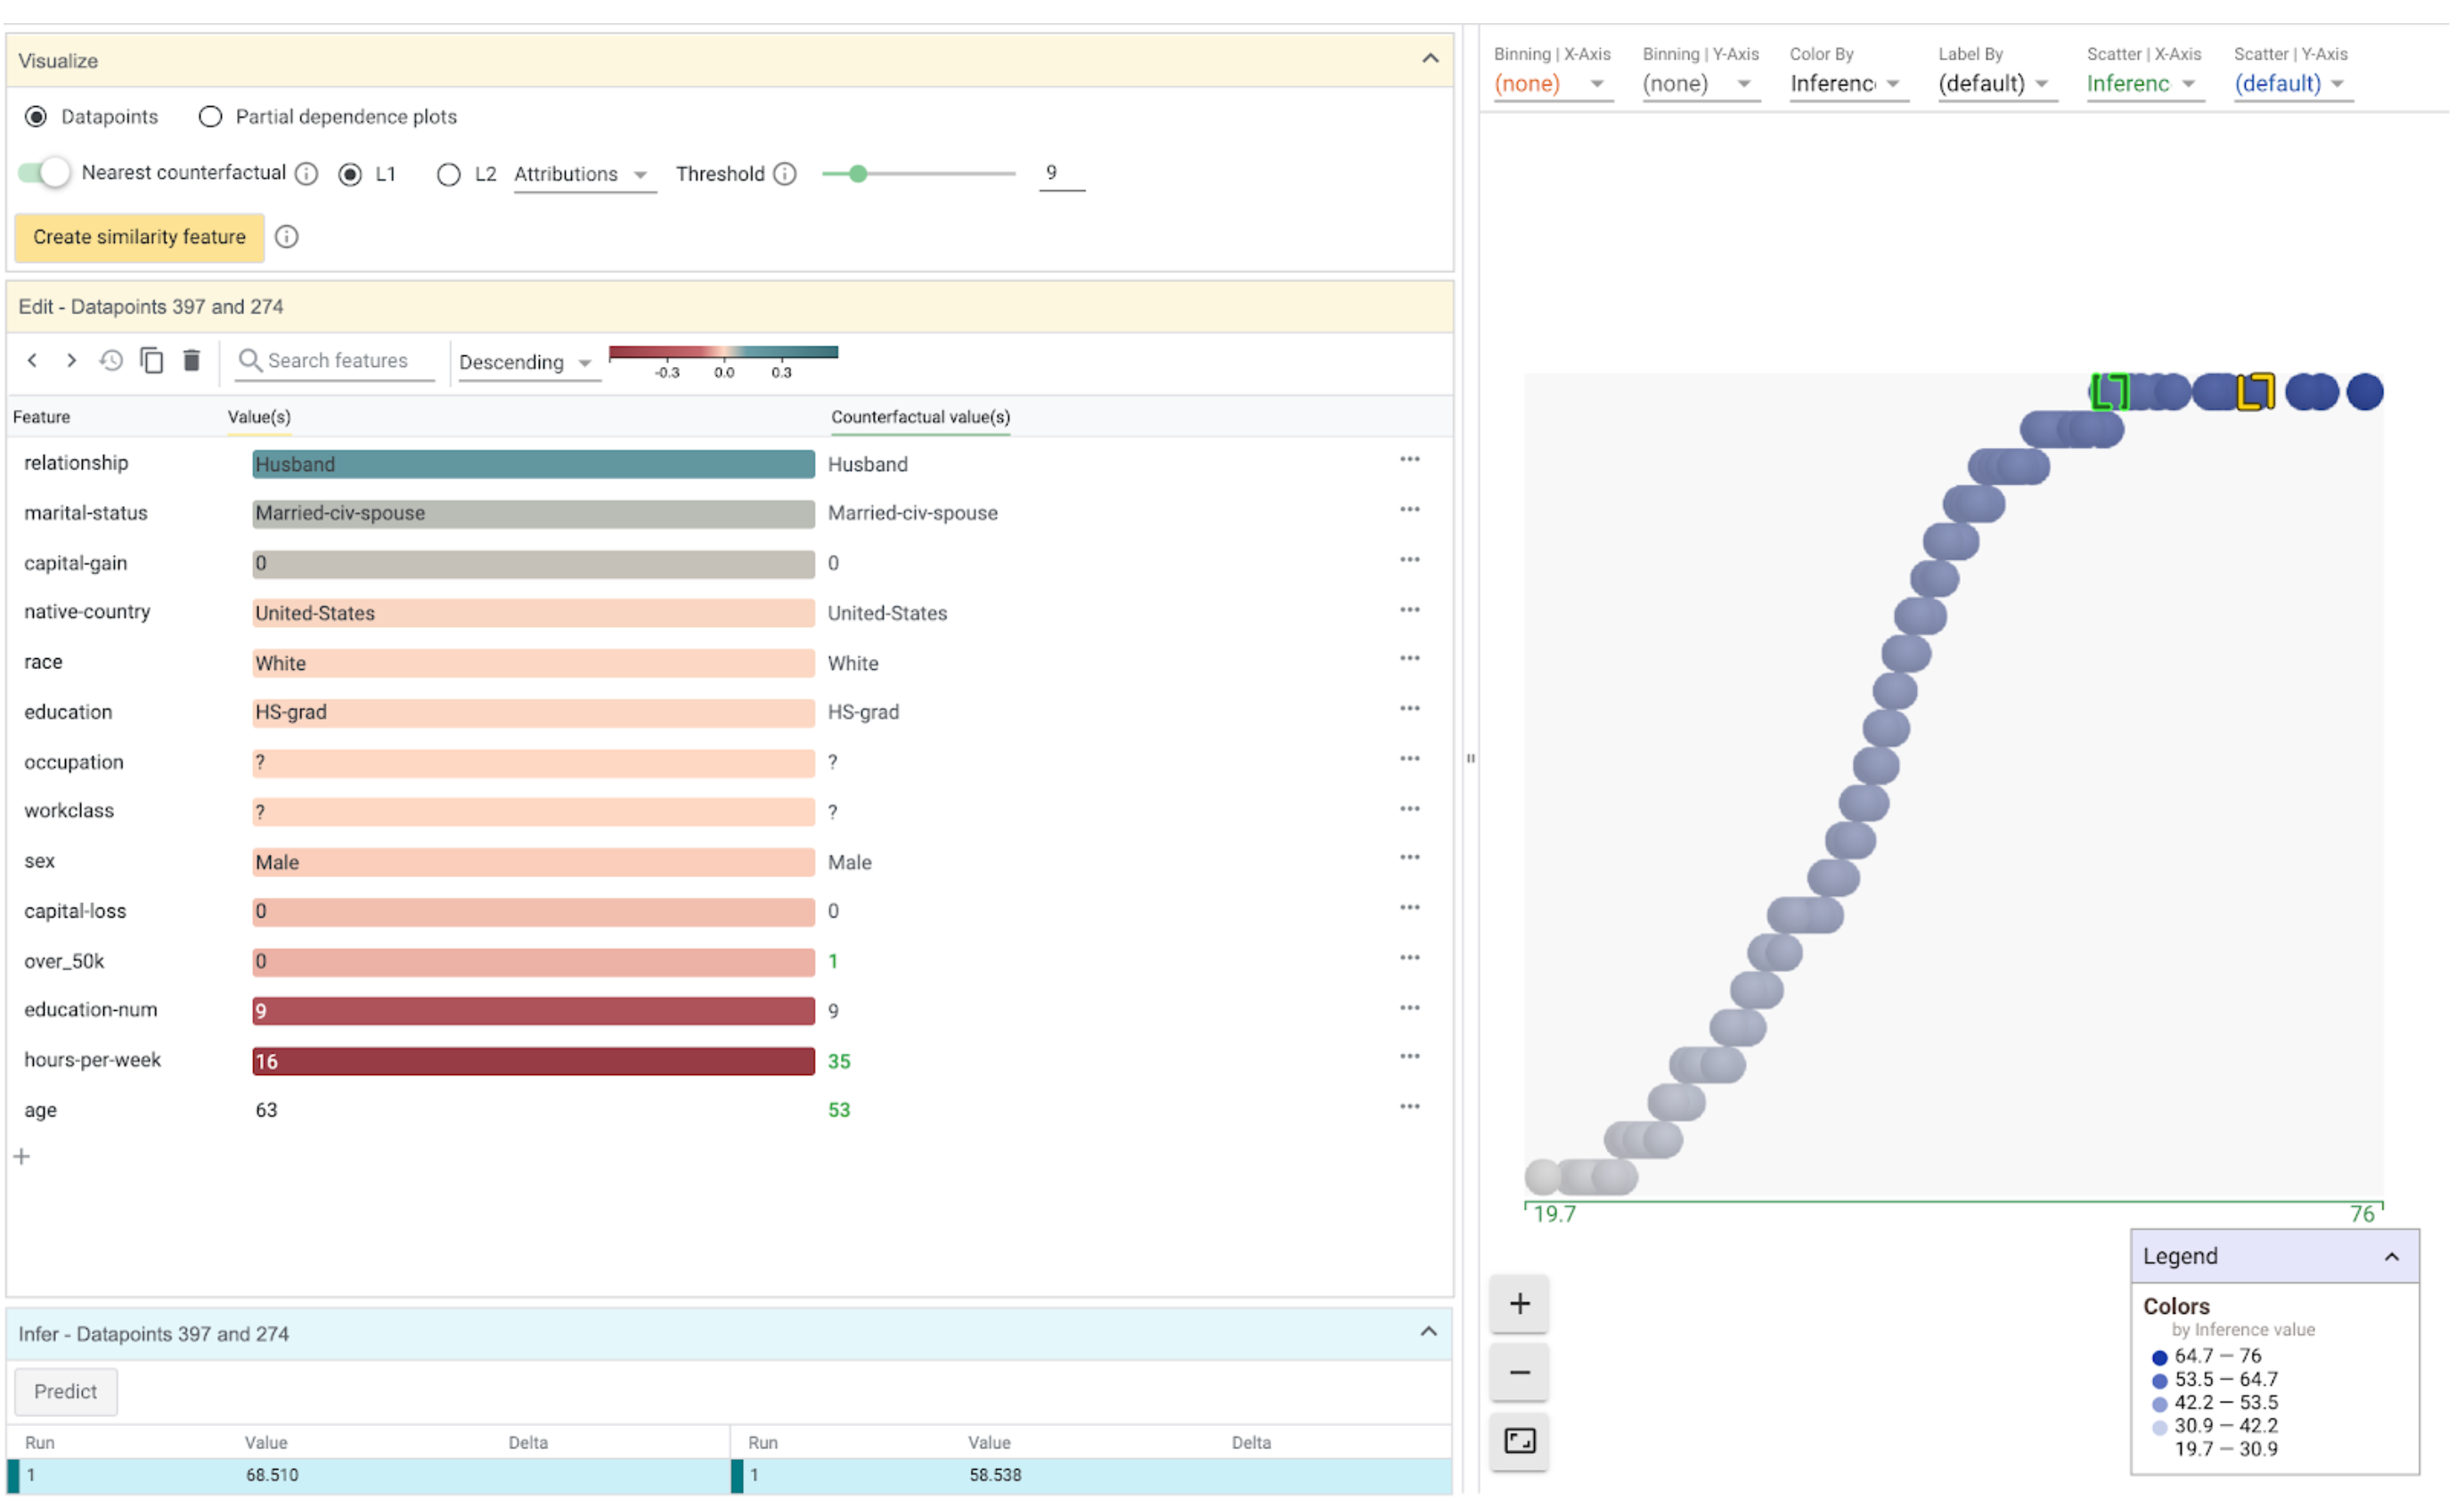 Visualize
Datapoints Partial dependence plots
Nearest counterfactual L1 L2 Attributions Threshold 9
Create similarity feature
Edit - Datapoints 397 and 274
Search features Descending
-0.3 0.0 0.3
Feature Value(s) Counterfactual value(s)
relationship Husband Husband
marital-status Married-civ-spouse Married-civ-spouse
capital-gain 0 0
native-country United-States United-States
race White White
education HS-grad HS-grad
occupation ? ?
workclass ? ?
sex Male Male
capital-loss 0 0
over_50k 0 1
education-num 9 9
hours-per-week 16 35
age 63 53
+
Infer - Datapoints 397 and 274
Predict
Run Value Delta Run Value Delta
1 68.510 1 58.538
Binning | X-Axis Binning | Y-Axis Color By Label By Scatter | X-Axis Scatter | Y-Axis
(none) (none) Inferenc (default) Inferenc (default)
19.7 76
+
−
Legend
Colors
by Inference value
64.7 – 76
53.5 – 64.7
42.2 – 53.5
30.9 – 42.2
19.7 – 30.9